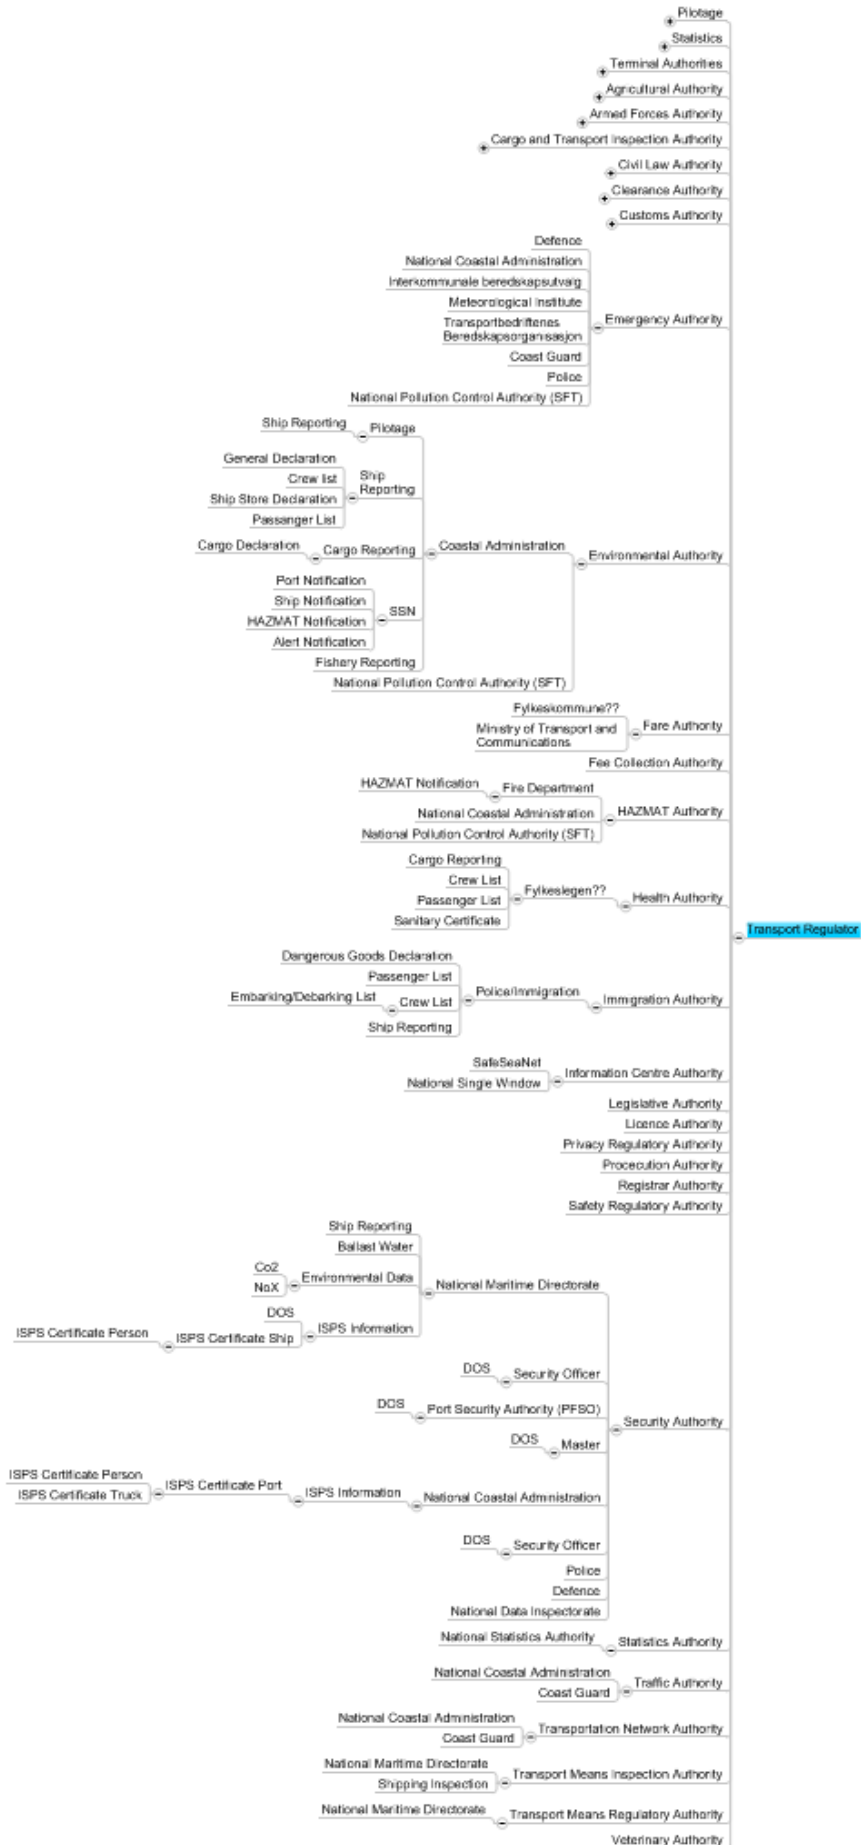 Pilotage
Statistics
Terminal Authorities
Agricultural Authority
Armed Forces Authority
Cargo and Transport Inspection Authority
Civil Law Authority
Clearance Authority
Customs Authority
Defence
National Coastal Administration
Interkommunale beredskapsutvalg
Meteorological Institiute
Transportbedriftenes
Beredskapsorganisasjon
Coast Guard
Police
National Pollution Control Authority (SFT)
Emergency Authority
Ship Reporting
Pilotage
General Declaration
Crew list
Ship Store Declaration
Passanger List
Ship
Reporting
Cargo Declaration
Cargo Reporting
Port Notification
Ship Notification
HAZMAT Notification
Alert Notification
SSN
Fishery Reporting
Coastal Administration
National Pollution Control Authority (SFT)
Environmental Authority
Fylkeskommune??
Ministry of Transport and
Communications
Fare Authority
Fee Collection Authority
HAZMAT Notification
Fire Department
National Coastal Administration
National Pollution Control Authority (SFT)
HAZMAT Authority
Cargo Reporting
Crew List
Passenger List
Sanitary Certificate
Fylkeslegen??
Health Authority
Transport Regulator
Dangerous Goods Declaration
Passenger List
Embarking/Debarking List
Crew List
Ship Reporting
Police/Immigration
Immigration Authority
SafeSeaNet
National Single Window
Information Centre Authority
Legislative Authority
Licence Authority
Privacy Regulatory Authority
Procecution Authority
Registrar Authority
Safety Regulatory Authority
Ship Reporting
Ballast Water
Co2
NoX
Environmental Data
DOS
ISPS Certificate Person
ISPS Certificate Ship
ISPS Information
National Maritime Directorate
DOS
Security Officer
DOS
Port Security Authority (PFSO)
DOS
Master
ISPS Certificate Person
ISPS Certificate Truck
ISPS Certificate Port
ISPS Information
National Coastal Administration
DOS
Security Officer
Police
Defence
National Data Inspectorate
Security Authority
National Statistics Authority
Statistics Authority
National Coastal Administration
Coast Guard
Traffic Authority
National Coastal Administration
Coast Guard
Transportation Network Authority
National Maritime Directorate
Shipping Inspection
Transport Means Inspection Authority
National Maritime Directorate
Transport Means Regulatory Authority
Veterinary Authority